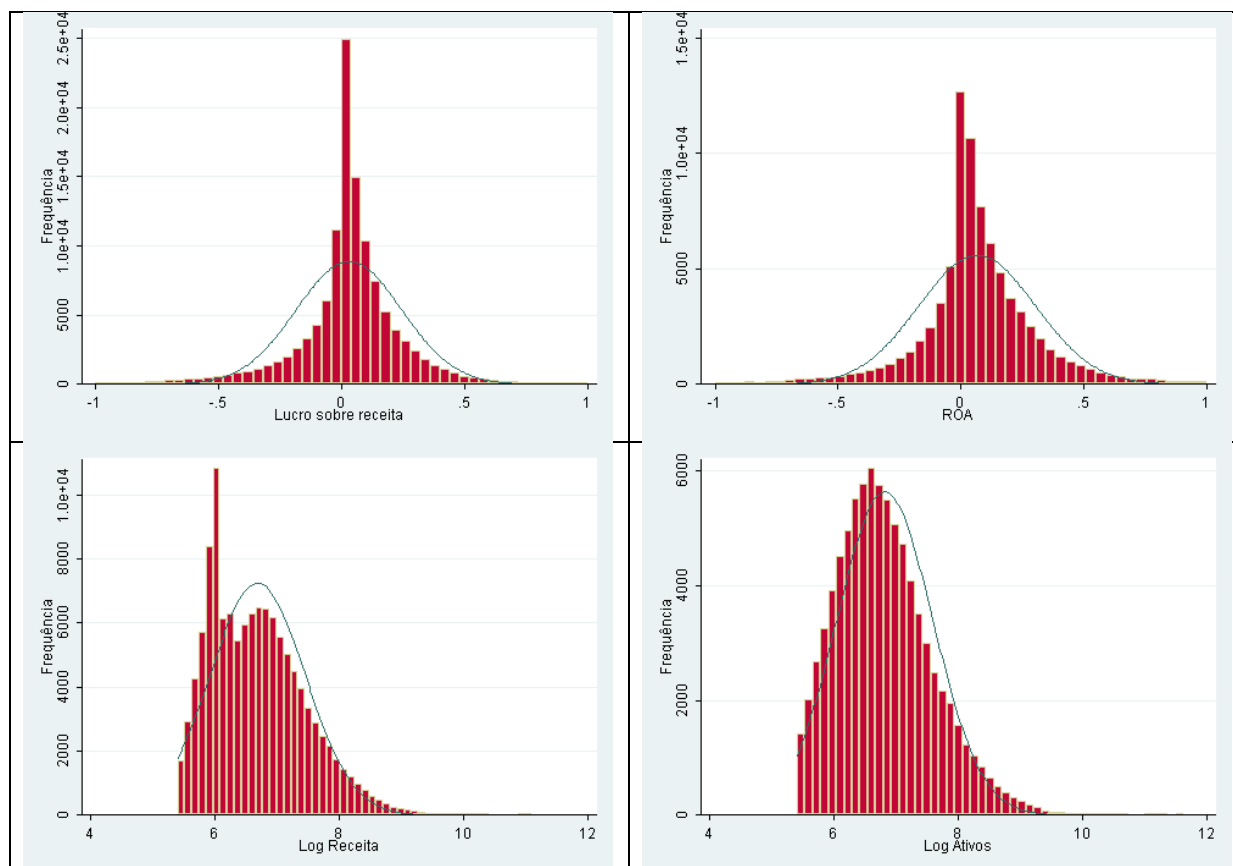 Frequência
0 5000 1.0e+04 1.5e+04 2.0e+04 2.5e+04
-1 -.5 0 .5 1
Lucro sobre receita
Frequência
0 5000 1.0e+04 1.5e+04
-1 -.5 0 .5 1
ROA
Frequência
0 2000 4000 6000 8000 1.0e+04
4 6 8 10 12
Log Receita
Frequência
0 2000 4000 6000
4 6 8 10 12
Log Ativos